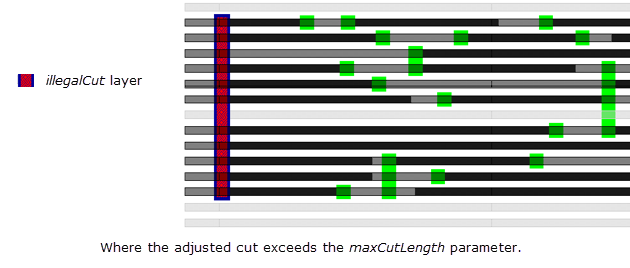 illegalCut layer
Where the adjusted cut exceeds the maxCutLength parameter.